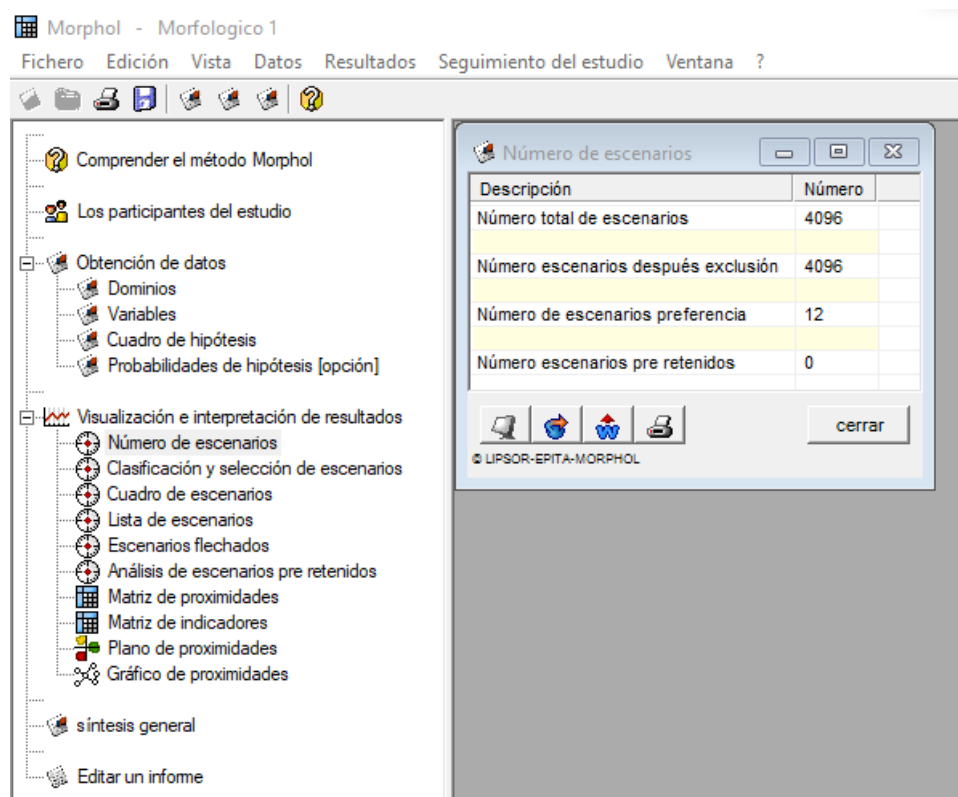 Morphol - Morfologico 1
Fichero Edición Vista Datos Resultados Seguimiento del estudio Ventana ?
Comprender el método Morphol
Los participantes del estudio
Obtención de datos
Dominios
Variables
Cuadro de hipótesis
Probabilidades de hipótesis [opción]
Visualización e interpretación de resultados
Número de escenarios
Clasificación y selección de escenarios
Cuadro de escenarios
Lista de escenarios
Escenarios flechados
Análisis de escenarios pre retenidos
Matriz de proximidades
Matriz de indicadores
Plano de proximidades
Gráfico de proximidades
síntesis general
Editar un informe
Número de escenarios
Descripción Número
Número total de escenarios 4096
Número escenarios después exclusión 4096
Número de escenarios preferencia 12
Número escenarios pre retenidos 0
cerrar
© LIPSOR-EPITA-MORPHOL